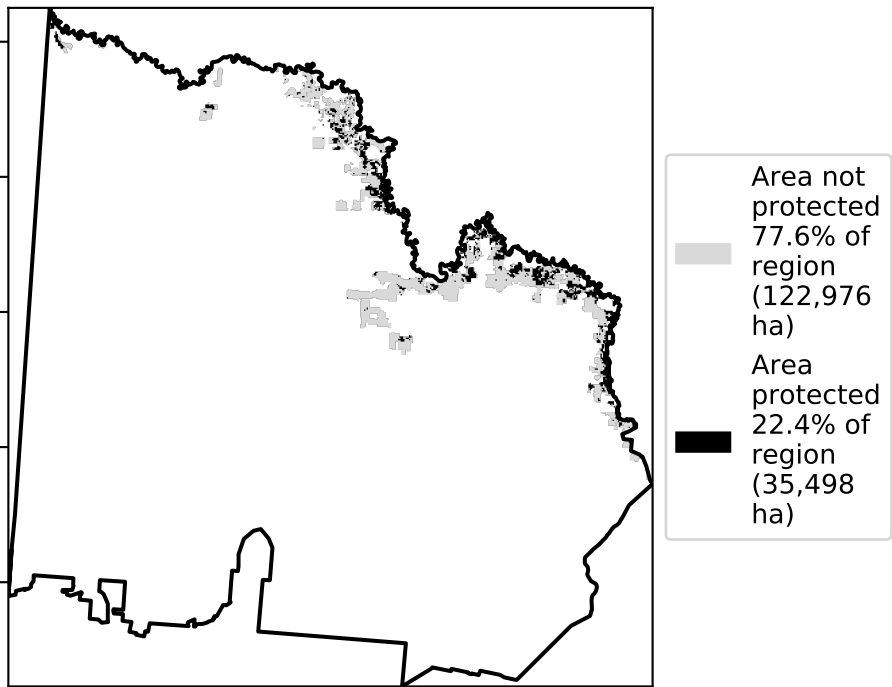 Area not
protected
77.6% of
region
(122,976
ha)
Area
protected
22.4% of
region
(35,498
ha)